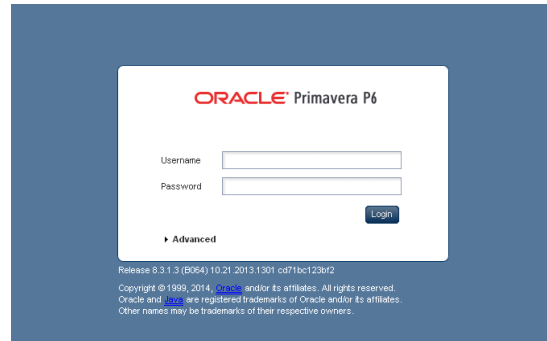 ORACLE® Primavera P6
Username
Password
Login
Advanced
Release 8.3.1.3 (B064) 10.21.2013.1301 cd71bc123bf2
Copyright © 1999, 2014, Oracle and/or its affiliates. All rights reserved.
Oracle and Java are registered trademarks of Oracle and/or its affiliates.
Other names may be trademarks of their respective owners.